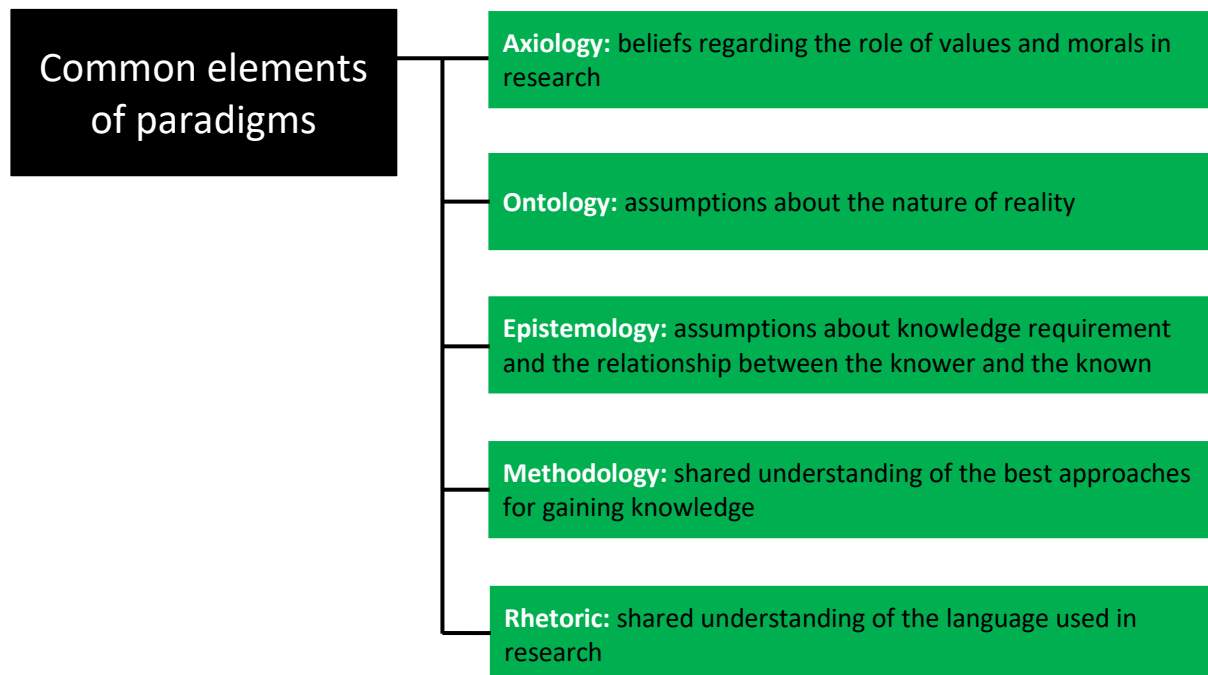 Common elements
of paradigms
Axiology: beliefs regarding the role of values and morals in
research
Ontology: assumptions about the nature of reality
Epistemology: assumptions about knowledge requirement
and the relationship between the knower and the known
Methodology: shared understanding of the best approaches
for gaining knowledge
Rhetoric: shared understanding of the language used in
research